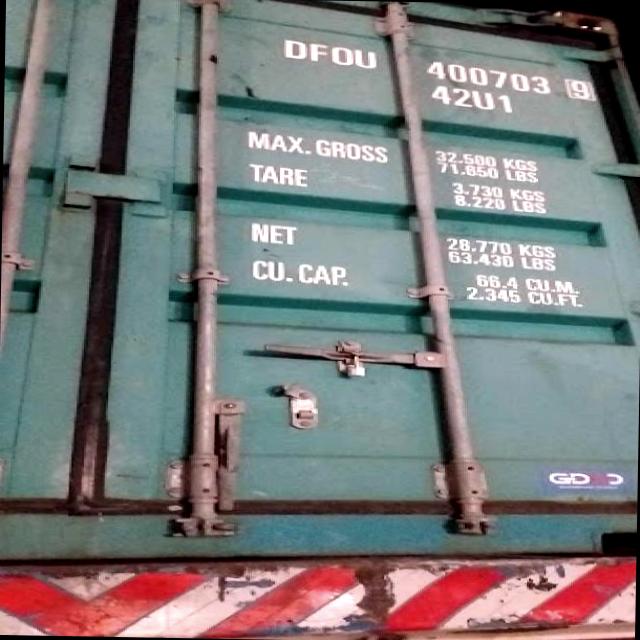 DFOU 400703 9
42U1
MAX. GROSS 32.500 KGS
71.650 LBS
TARE 3.730 KGS
8.220 LBS
NET 28.770 KGS
63.430 LBS
CU. CAP. 66.4 CU.M.
2.345 CU.FT.